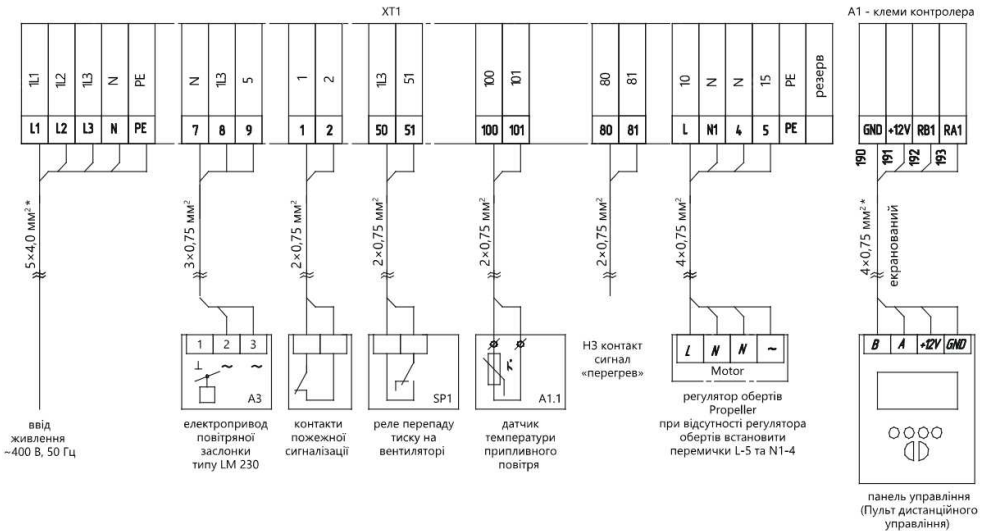 XT1
A1 - клеми контролера
1L1 1L2 1L3 N PE
N 1L3 5
1 2
1L3 51
100 101
80 81
10 N N 15 PE резерв
L1 L2 L3 N PE
7 8 9
1 2
50 51
100 101
80 81
L N1 4 5 PE
GND +12V RB1 RA1
190 191 192 193
5×4,0 мм² *
3×0,75 мм²
2×0,75 мм²
2×0,75 мм²
2×0,75 мм²
2×0,75 мм²
4×0,75 мм²
4×0,75 мм² *
екранований
1 2 3
A3
SP1
A1.1
L N N ~
Motor
B A +12V GND
ввід
живлення
~400 В, 50 Гц
електропривод
повітряної
заслонки
типу LM 230
контакти
пожежної
сигналізації
реле перепаду
тиску на
вентиляторі
датчик
температури
припливного
повітря
НЗ контакт
сигнал
«перегрев»
регулятор обертів
Propeller
при відсутності регулятора
обертів встановити
перемички L-5 та N1-4
панель управління
(Пульт дистанційного
управління)